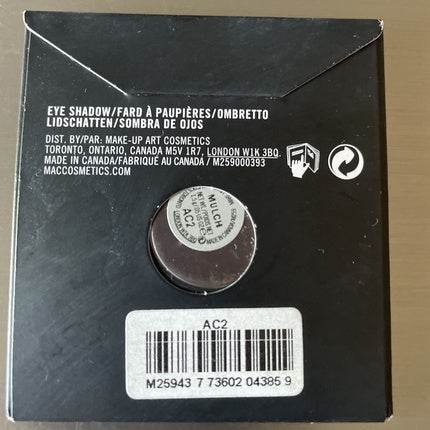 EYE SHADOW/FARD À PAUPIÈRES/OMBRETTO
LIDSCHATTEN/SOMBRA DE OJOS
DIST. BY/PAR: MAKE-UP ART COSMETICS
TORONTO, ONTARIO, CANADA M5V 1R7, LONDON W1K 3BQ
MADE IN CANADA/FABRIQUÉ AU CANADA / M259000393
MACCOSMETICS.COM
MULCH
AC2
AC2
M25943 7 73602 04385 9